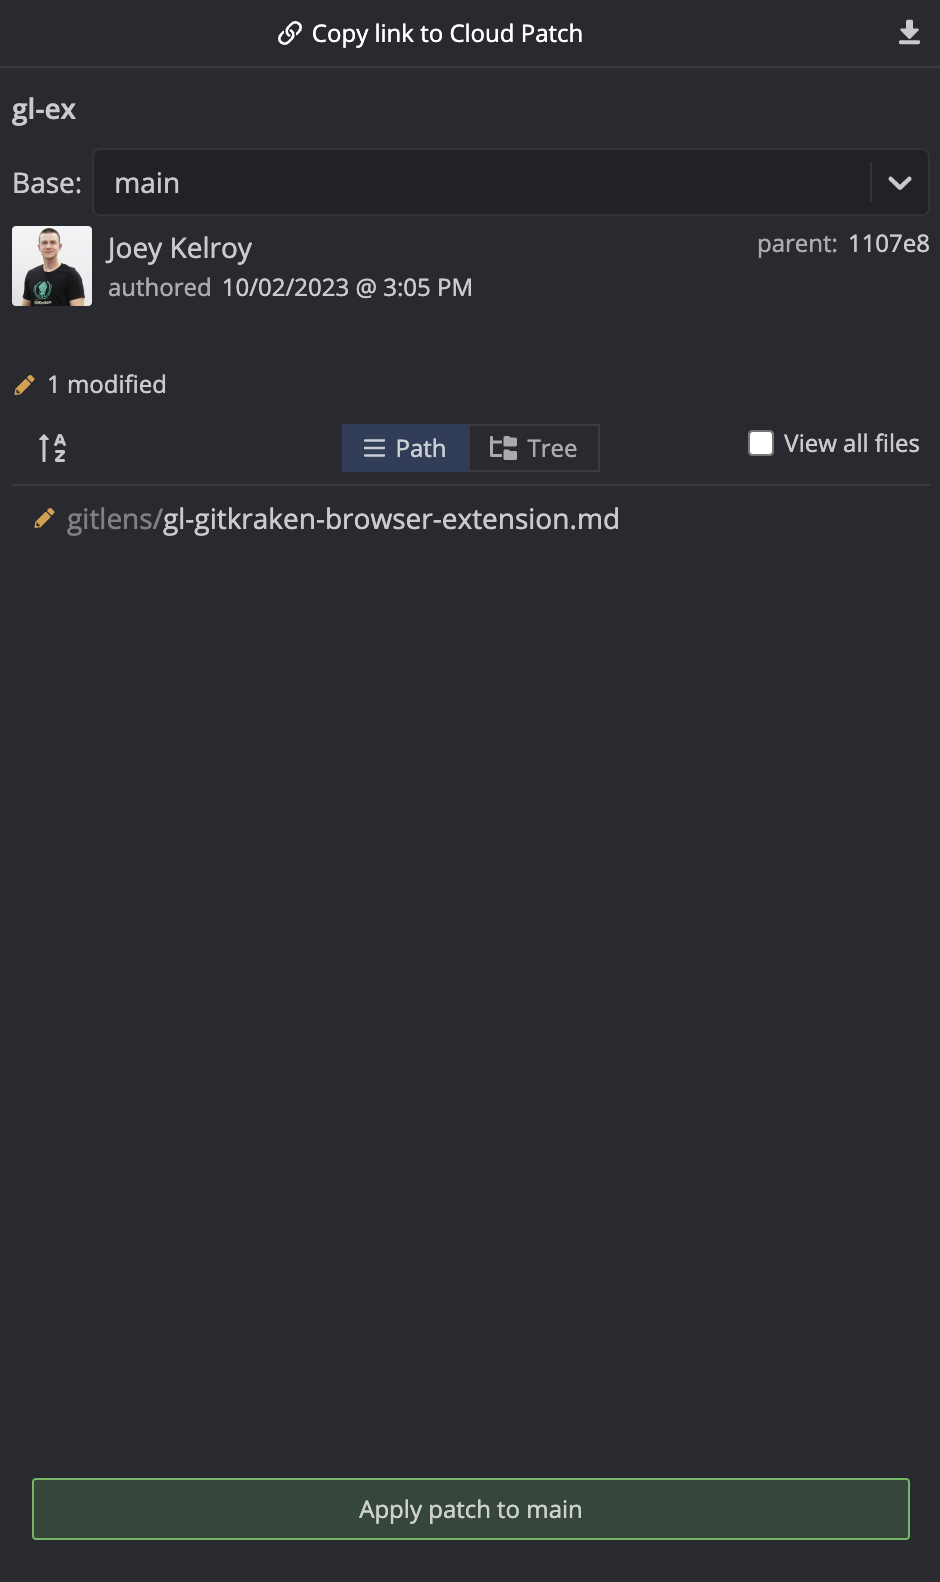 Copy link to Cloud Patch
gl-ex
Base: main
Joey Kelroy parent: 1107e8
authored 10/02/2023 @ 3:05 PM
1 modified
A
Z
Path Tree View all files
gitlens/gl-gitkraken-browser-extension.md
Apply patch to main